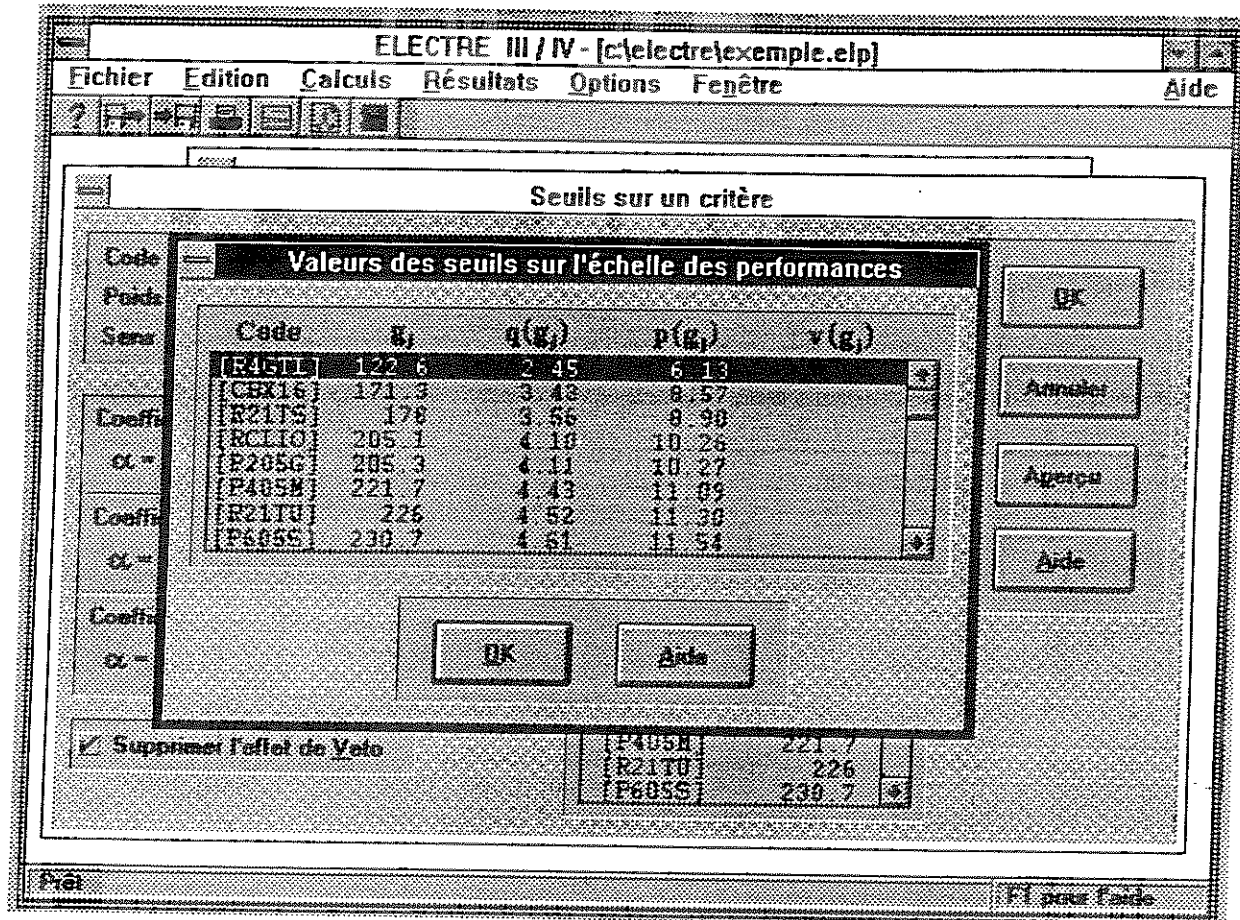 ELECTRE III / IV - [c:\electre\exemple.elp]
Fichier Edition Calculs Résultats Options Fenêtre Aide
?
Seuils sur un critère
Code
Poids
Sens
Valeurs des seuils sur l'échelle des performances
Code gj q(gj) p(gj) v(gj)
[R4GTL] 122.6 2.45 6.13
[CBX16] 171.3 3.43 8.57
[R21TS] 178 3.56 8.90
[RCLIO] 205.1 4.10 10.26
[P205G] 205.3 4.11 10.27
[P405M] 221.7 4.43 11.09
[R21TU] 226 4.52 11.30
[P605S] 230.7 4.61 11.54
OK Aide
OK
Annuler
Aperçu
Aide
Coeffi
α =
Coeffi
α =
Coeffi
α =
Supprimer l'effet de Veto
[P405M] 221.7
[R21TU] 226
[P605S] 230.7
Prêt F1 pour l'aide